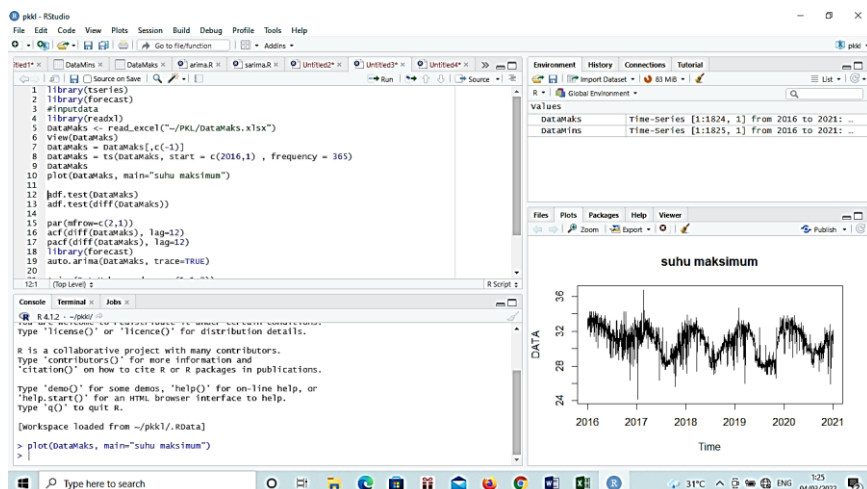 pkkl - RStudio
File Edit Code View Plots Session Build Debug Profile Tools Help
Go to file/function Addins pkkl
DataMins × DataMaks × arima.R × sarima.R × Untitled2* × Untitled3* × Untitled4* ×
Source on Save Run Source
1 library(tseries)
2 library(forecast)
3 #inputdata
4 library(readxl)
5 DataMaks <- read_excel("~/PKL/DataMaks.xlsx")
6 View(DataMaks)
7 DataMaks = DataMaks[,c(-1)]
8 DataMaks = ts(DataMaks, start = c(2016,1) , frequency = 365)
9 DataMaks
10 plot(DataMaks, main="suhu maksimum")
11
12 adf.test(DataMaks)
13 adf.test(diff(DataMaks))
14
15 par(mfrow=c(2,1))
16 acf(diff(DataMaks), lag=12)
17 pacf(diff(DataMaks), lag=12)
18 library(forecast)
19 auto.arima(DataMaks, trace=TRUE)
20
12:1 (Top Level) R Script
Console Terminal × Jobs ×
R 4.1.2 · ~/pkkl/
Type 'license()' or 'licence()' for distribution details.
R is a collaborative project with many contributors.
Type 'contributors()' for more information and
'citation()' on how to cite R or R packages in publications.
Type 'demo()' for some demos, 'help()' for on-line help, or
'help.start()' for an HTML browser interface to help.
Type 'q()' to quit R.
[Workspace loaded from ~/pkkl/.RData]
> plot(DataMaks, main="suhu maksimum")
>
Environment History Connections Tutorial
Import Dataset 63 MiB List
R Global Environment
Values
DataMaks Time-Series [1:1824, 1] from 2016 to 2021: …
DataMins Time-Series [1:1825, 1] from 2016 to 2021: …
Files Plots Packages Help Viewer
Zoom Export Publish
suhu maksimum
DATA
36
32
28
24
2016 2017 2018 2019 2020 2021
Time
Type here to search
31°C ENG 1:25
04/03/2022